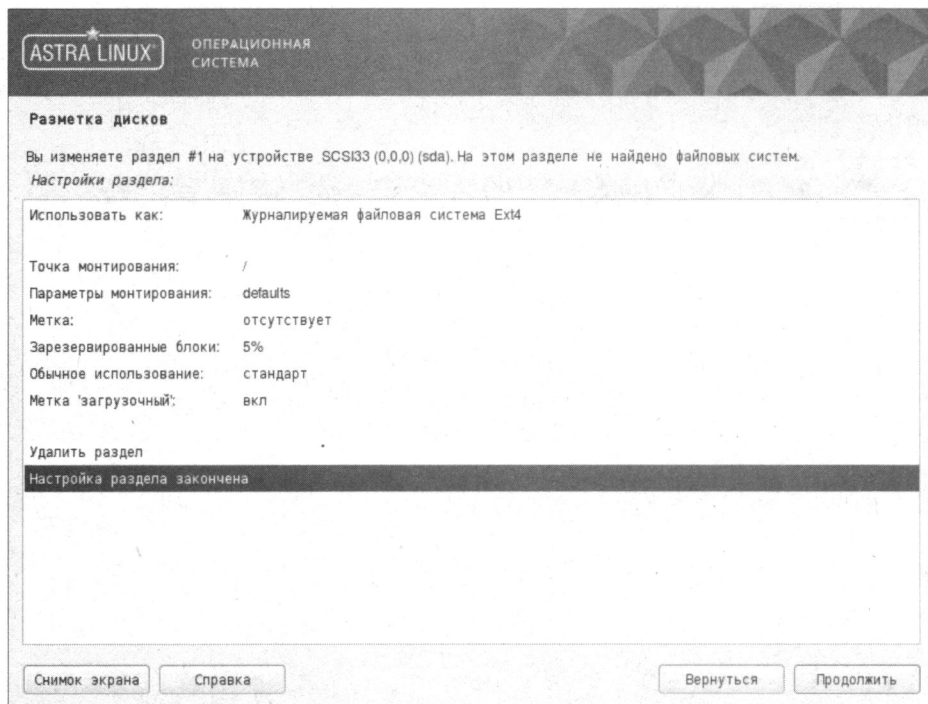 ASTRA LINUX®
ОПЕРАЦИОННАЯ
СИСТЕМА
Разметка дисков
Вы изменяете раздел #1 на устройстве SCSI33 (0,0,0) (sda). На этом разделе не найдено файловых систем.
Настройки раздела:
Использовать как: Журналируемая файловая система Ext4
Точка монтирования: /
Параметры монтирования: defaults
Метка: отсутствует
Зарезервированные блоки: 5%
Обычное использование: стандарт
Метка 'загрузочный': вкл
Удалить раздел
Настройка раздела закончена
Снимок экрана Справка Вернуться Продолжить